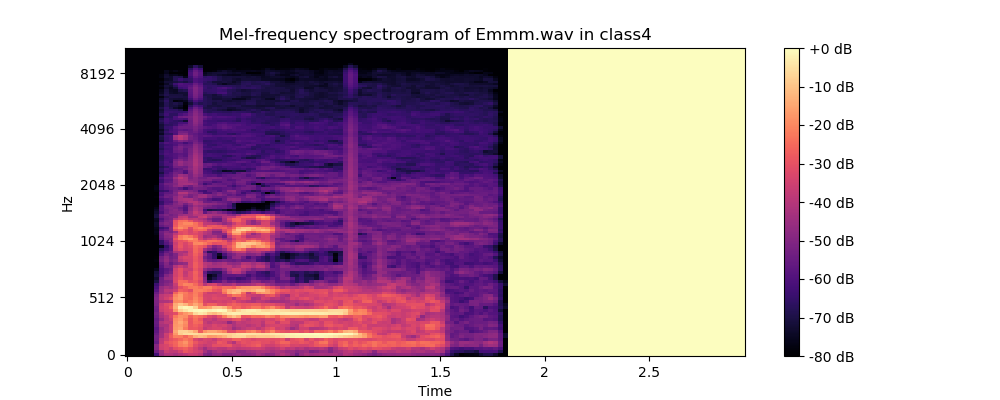 Mel-frequency spectrogram of Emmm.wav in class4
Hz
8192
4096
2048
1024
512
0
0 0.5 1 1.5 2 2.5
Time
+0 dB
-10 dB
-20 dB
-30 dB
-40 dB
-50 dB
-60 dB
-70 dB
-80 dB